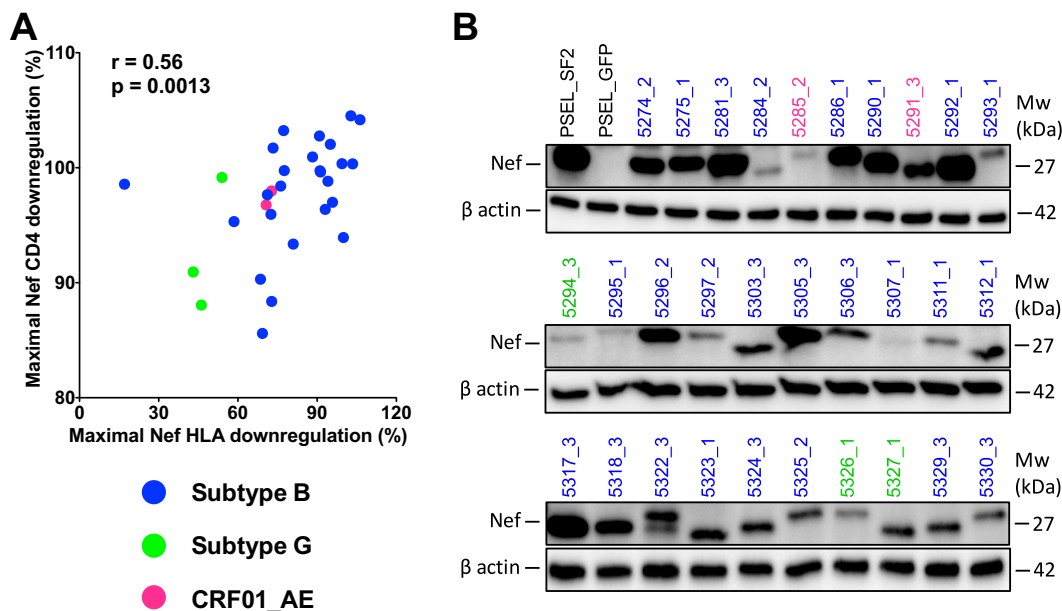 A
110
100
90
80
Maximal Nef CD4 downregulation (%)
r = 0.56
p = 0.0013
0 30 60 90 120
Maximal Nef HLA downregulation (%)
Subtype B
Subtype G
CRF01_AE
B
PSEL_SF2 PSEL_GFP 5274_2 5275_1 5281_3 5284_2 5285_2 5286_1 5290_1 5291_3 5292_1 5293_1
Mw
(kDa)
Nef
27
β actin
42
5294_3 5295_1 5296_2 5297_2 5303_3 5305_3 5306_3 5307_1 5311_1 5312_1
Mw
(kDa)
Nef
27
β actin
42
5317_3 5318_3 5322_3 5323_1 5324_3 5325_2 5326_1 5327_1 5329_3 5330_3
Mw
(kDa)
Nef
27
β actin
42